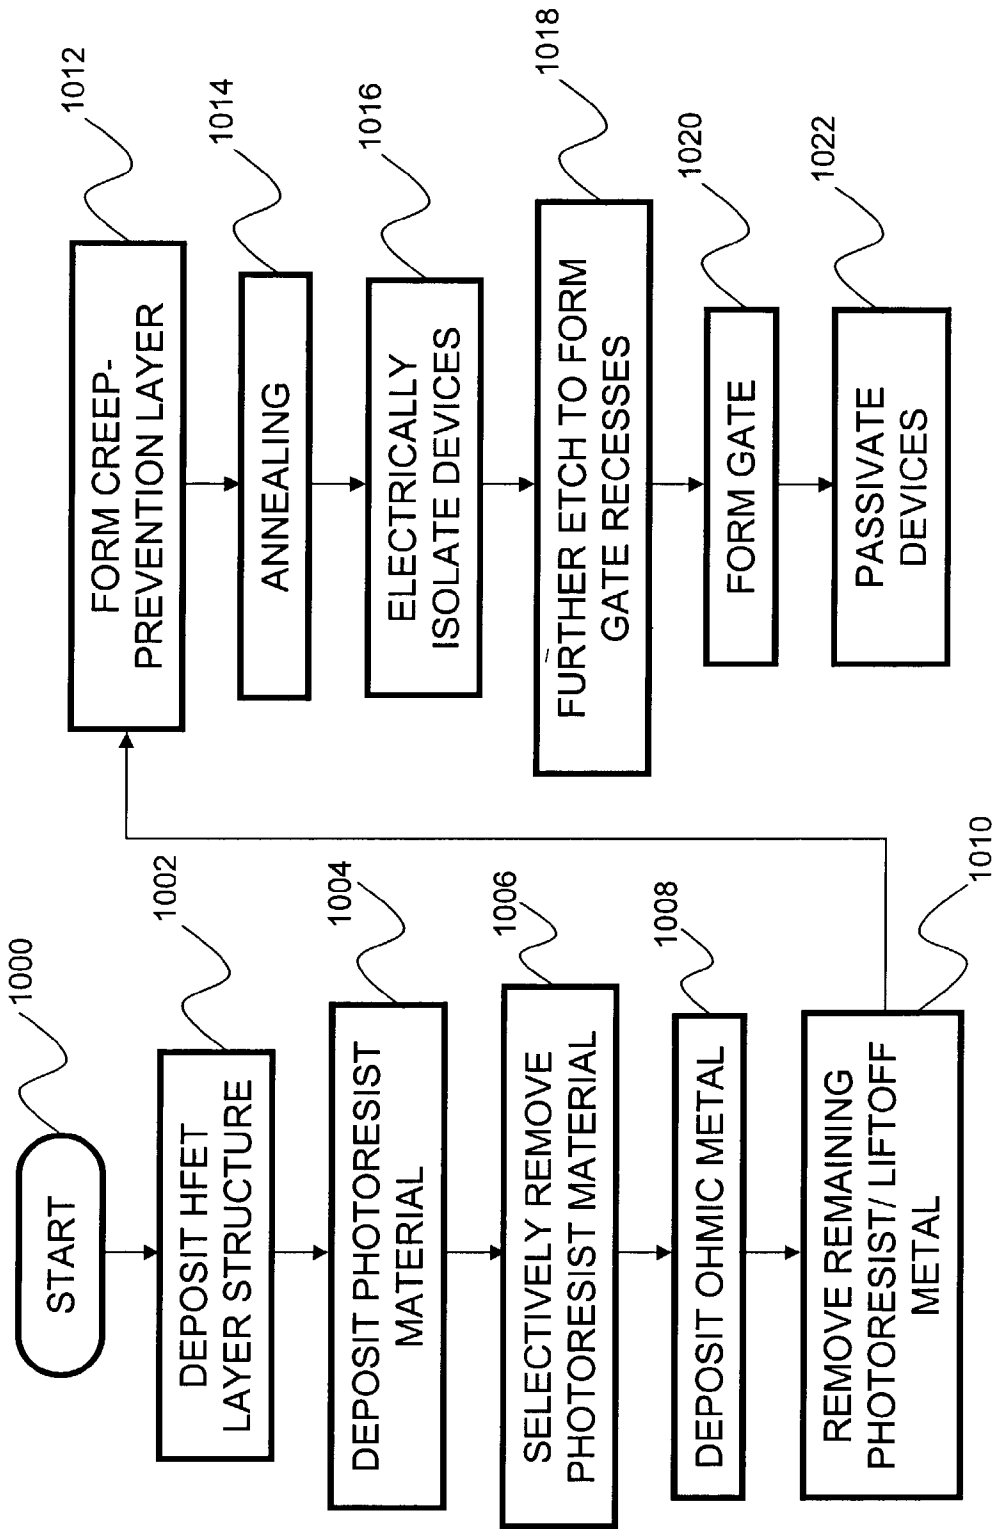 START
1000
DEPOSIT HFET
LAYER STRUCTURE
1002
DEPOSIT PHOTORESIST
MATERIAL
1004
SELECTIVELY REMOVE
PHOTORESIST MATERIAL
1006
DEPOSIT OHMIC METAL
1008
REMOVE REMAINING
PHOTORESIST/ LIFTOFF
METAL
1010
FORM CREEP-
PREVENTION LAYER
1012
ANNEALING
1014
ELECTRICALLY
ISOLATE DEVICES
1016
FURTHER ETCH TO FORM
GATE RECESSES
1018
FORM GATE
1020
PASSIVATE
DEVICES
1022